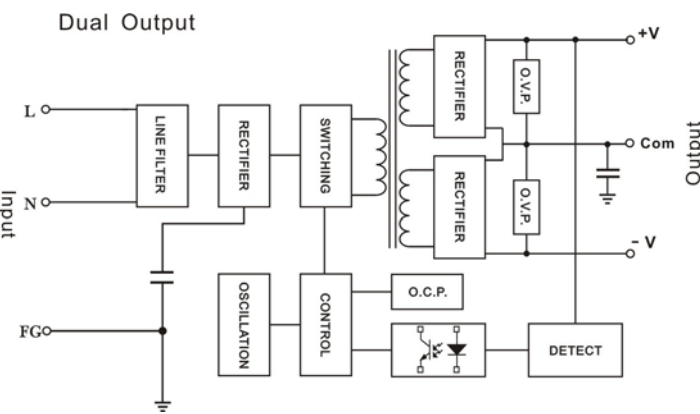 Dual Output
+V
RECTIFIER
O.V.P.
L
LINE FILTER
RECTIFIER
SWITCHING
Com
Output
Input
N
RECTIFIER
O.V.P.
- V
FG
OSCILLATION
CONTROL
O.C.P.
DETECT